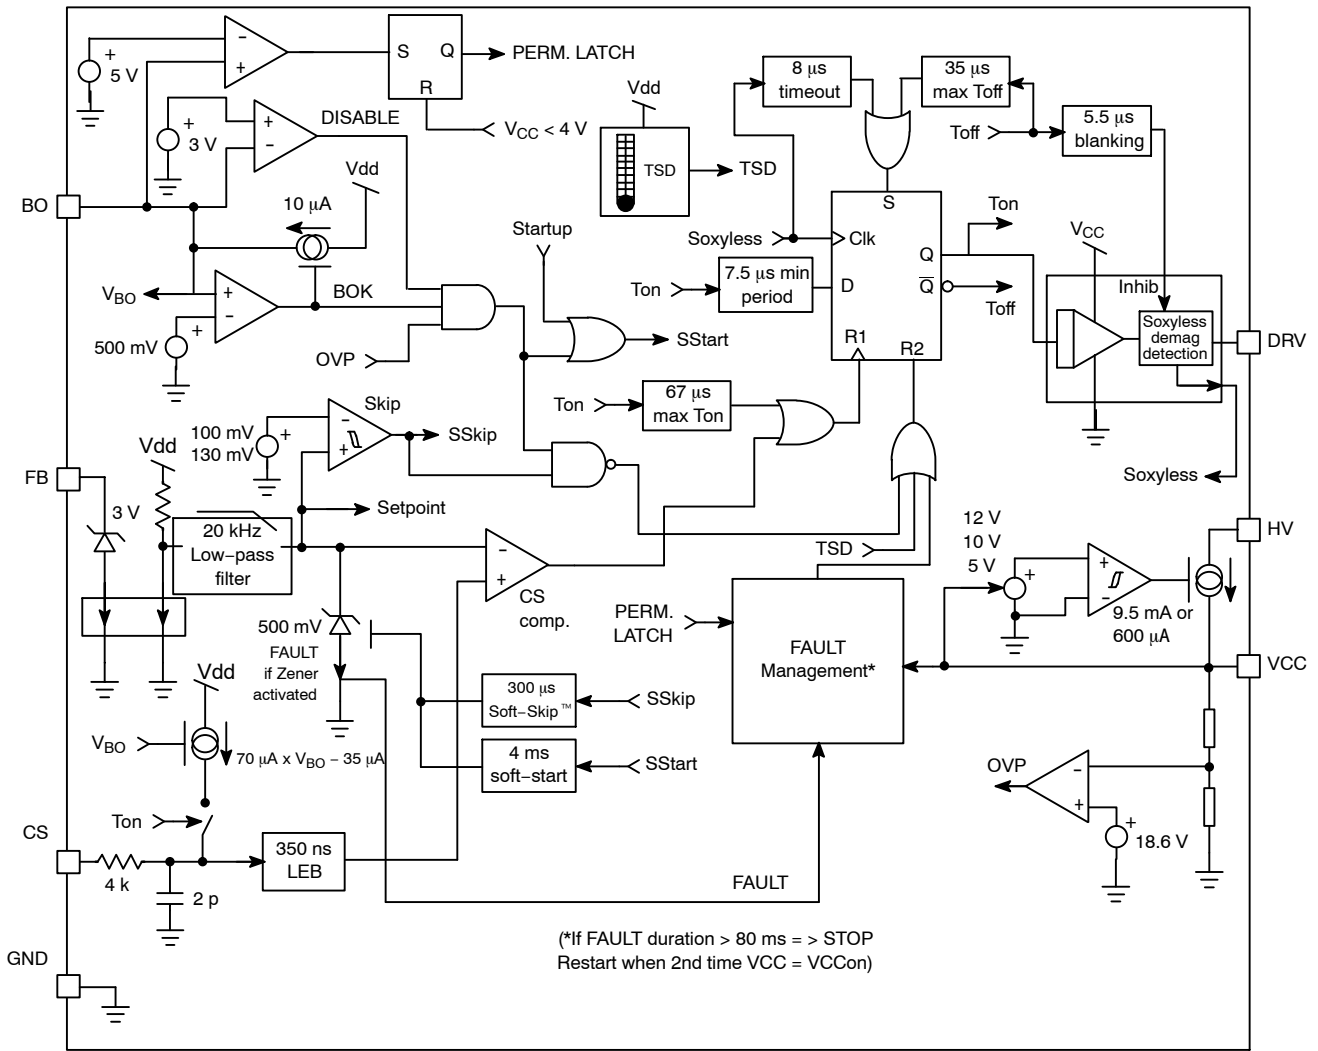 5 V
−
+
+
S
Q
R
PERM. LATCH
VCC < 4 V
+
3 V
+
−
DISABLE
BO
10 μA
Vdd
VBO
+
−
BOK
+
500 mV
OVP
Startup
SStart
Vdd
TSD
TSD
8 μs
timeout
35 μs
max Toff
Toff
5.5 μs
blanking
Soxyless
Ton
7.5 μs min
period
S
Clk
D
Q
Q
R1
R2
Ton
Toff
VCC
Inhib
Soxyless
demag
detection
DRV
Soxyless
Ton
67 μs
max Ton
Skip
−
+
100 mV
130 mV
+
SSkip
Setpoint
FB
Vdd
3 V
20 kHz
Low−pass
filter
−
+
CS
comp.
TSD
12 V
10 V
5 V
+
+
−
HV
9.5 mA or
600 μA
500 mV
FAULT
if Zener
activated
PERM.
LATCH
FAULT
Management*
VCC
Vdd
VBO
70 μA x VBO − 35 μA
300 μs
Soft−Skip™
SSkip
4 ms
soft−start
SStart
OVP
−
+
+
18.6 V
Ton
CS
4 k
2 p
350 ns
LEB
FAULT
(*If FAULT duration > 80 ms = > STOP
Restart when 2nd time VCC = VCCon)
GND